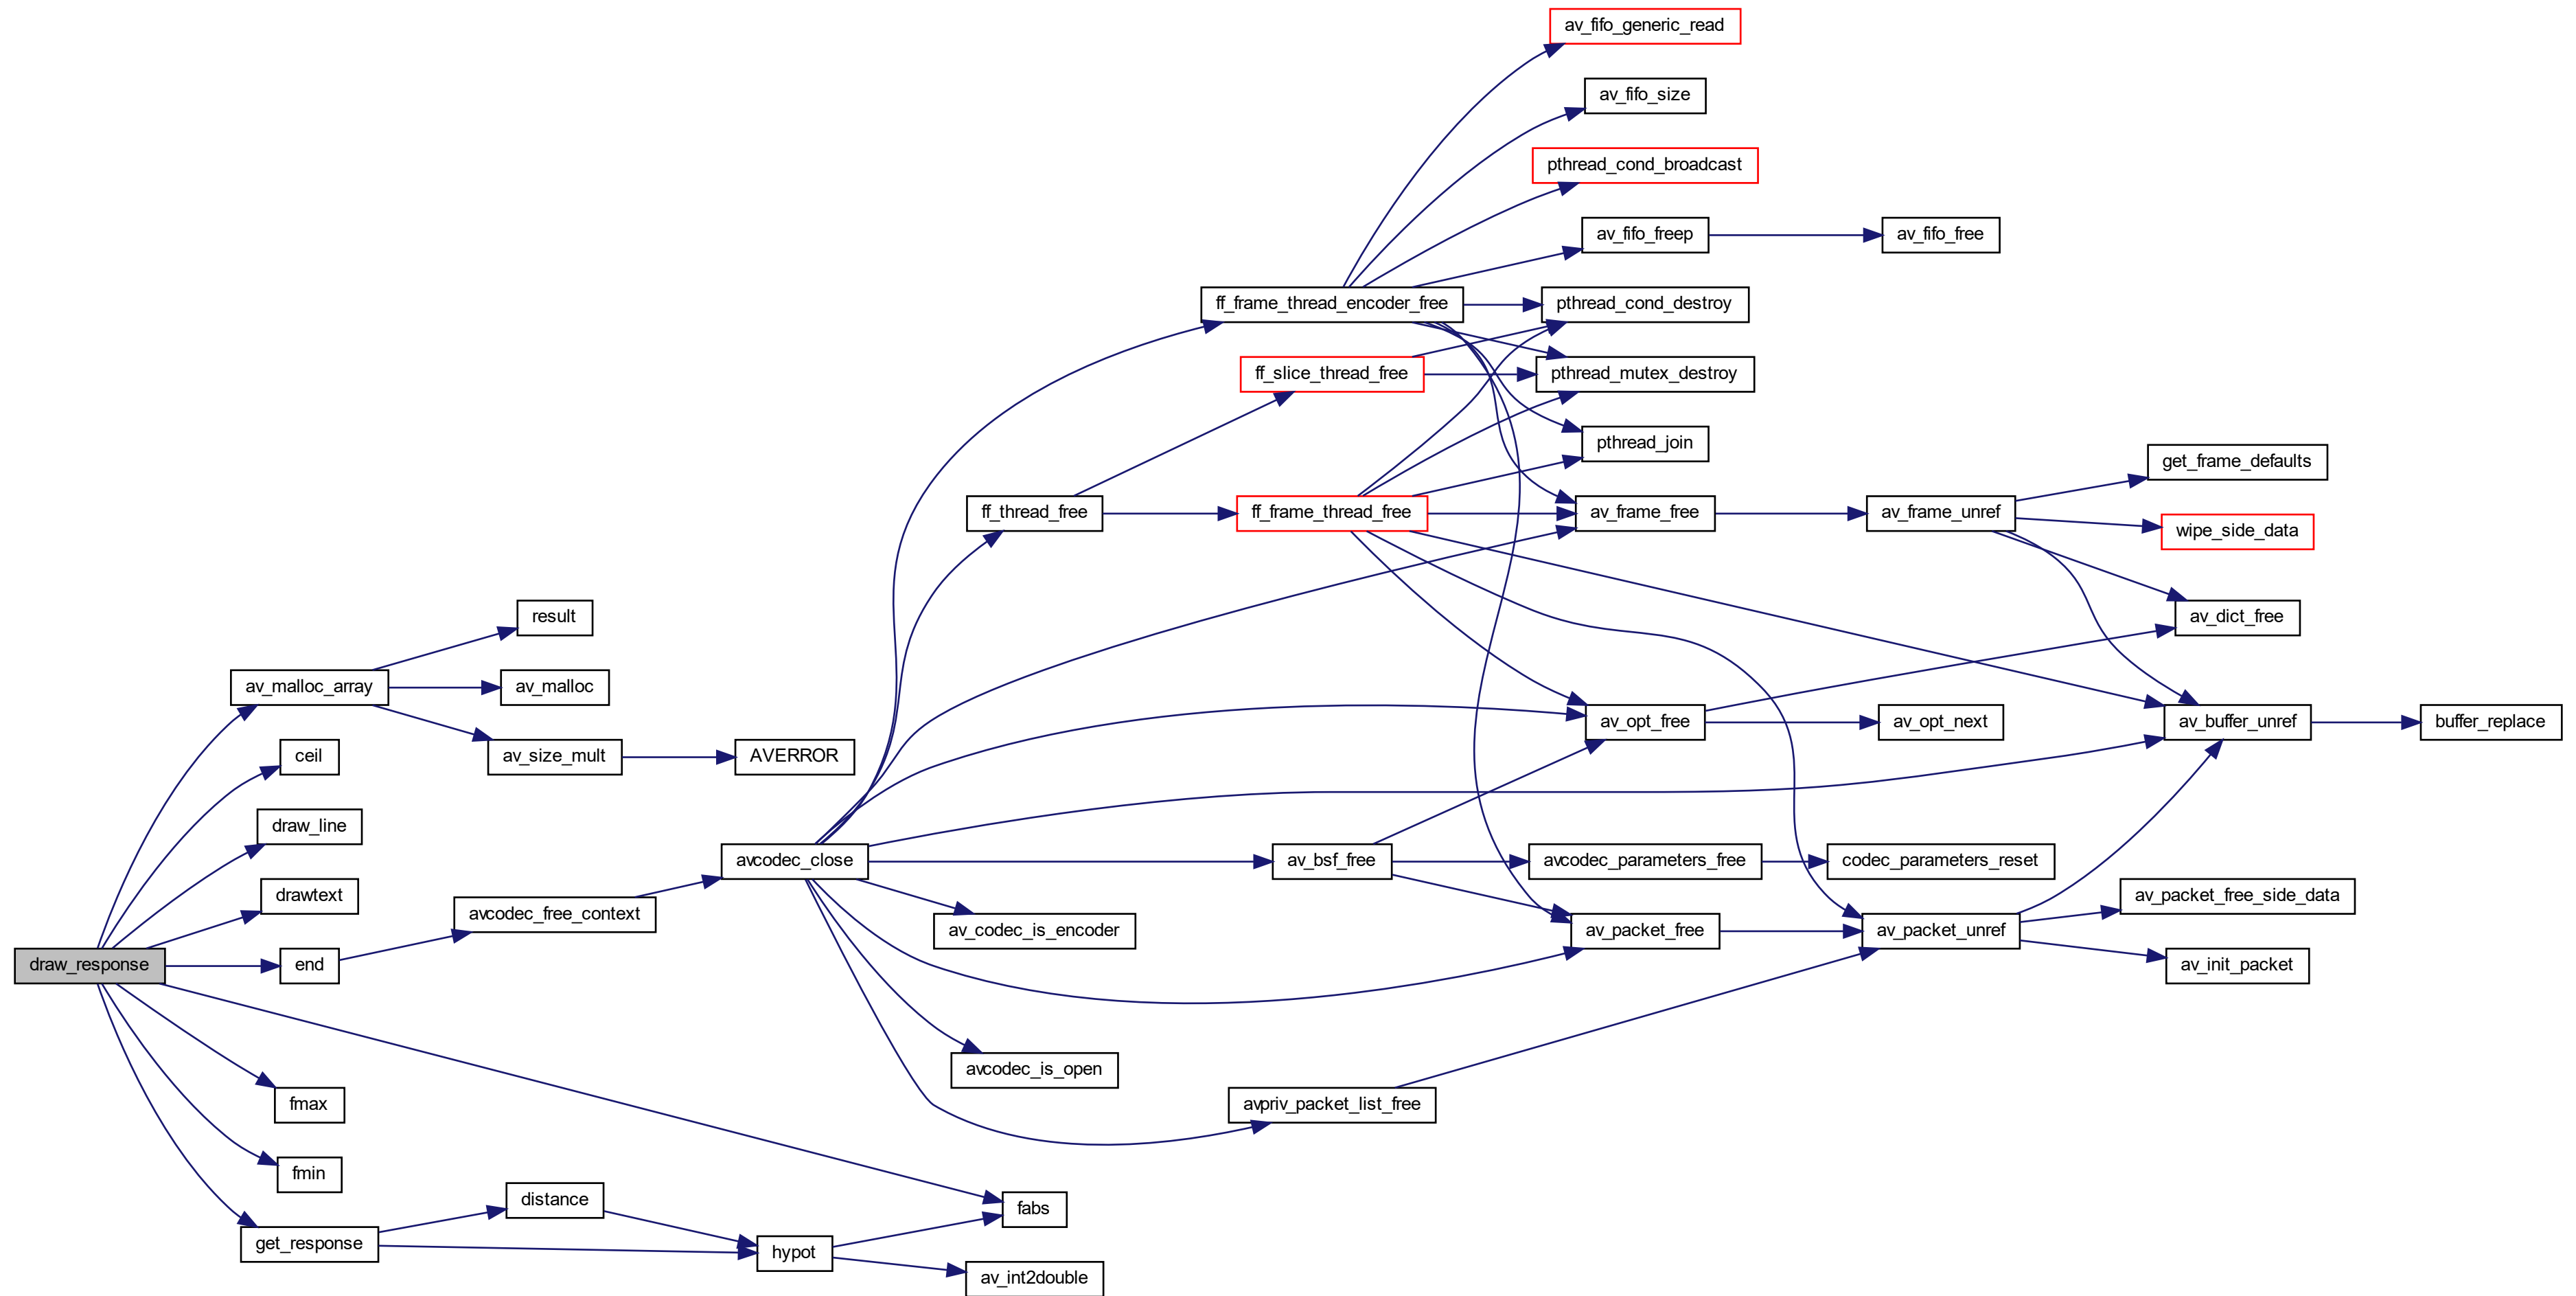 av_fifo_generic_read
av_fifo_size
pthread_cond_broadcast
av_fifo_freep
av_fifo_free
ff_frame_thread_encoder_free
pthread_cond_destroy
ff_slice_thread_free
pthread_mutex_destroy
pthread_join
get_frame_defaults
ff_thread_free
ff_frame_thread_free
av_frame_free
av_frame_unref
wipe_side_data
result
av_dict_free
av_malloc_array
av_malloc
av_opt_free
av_opt_next
av_buffer_unref
buffer_replace
ceil
av_size_mult
AVERROR
draw_line
avcodec_close
av_bsf_free
avcodec_parameters_free
codec_parameters_reset
drawtext
avcodec_free_context
av_codec_is_encoder
av_packet_free
av_packet_unref
av_packet_free_side_data
draw_response
end
av_init_packet
avcodec_is_open
fmax
avpriv_packet_list_free
fmin
distance
fabs
get_response
hypot
av_int2double